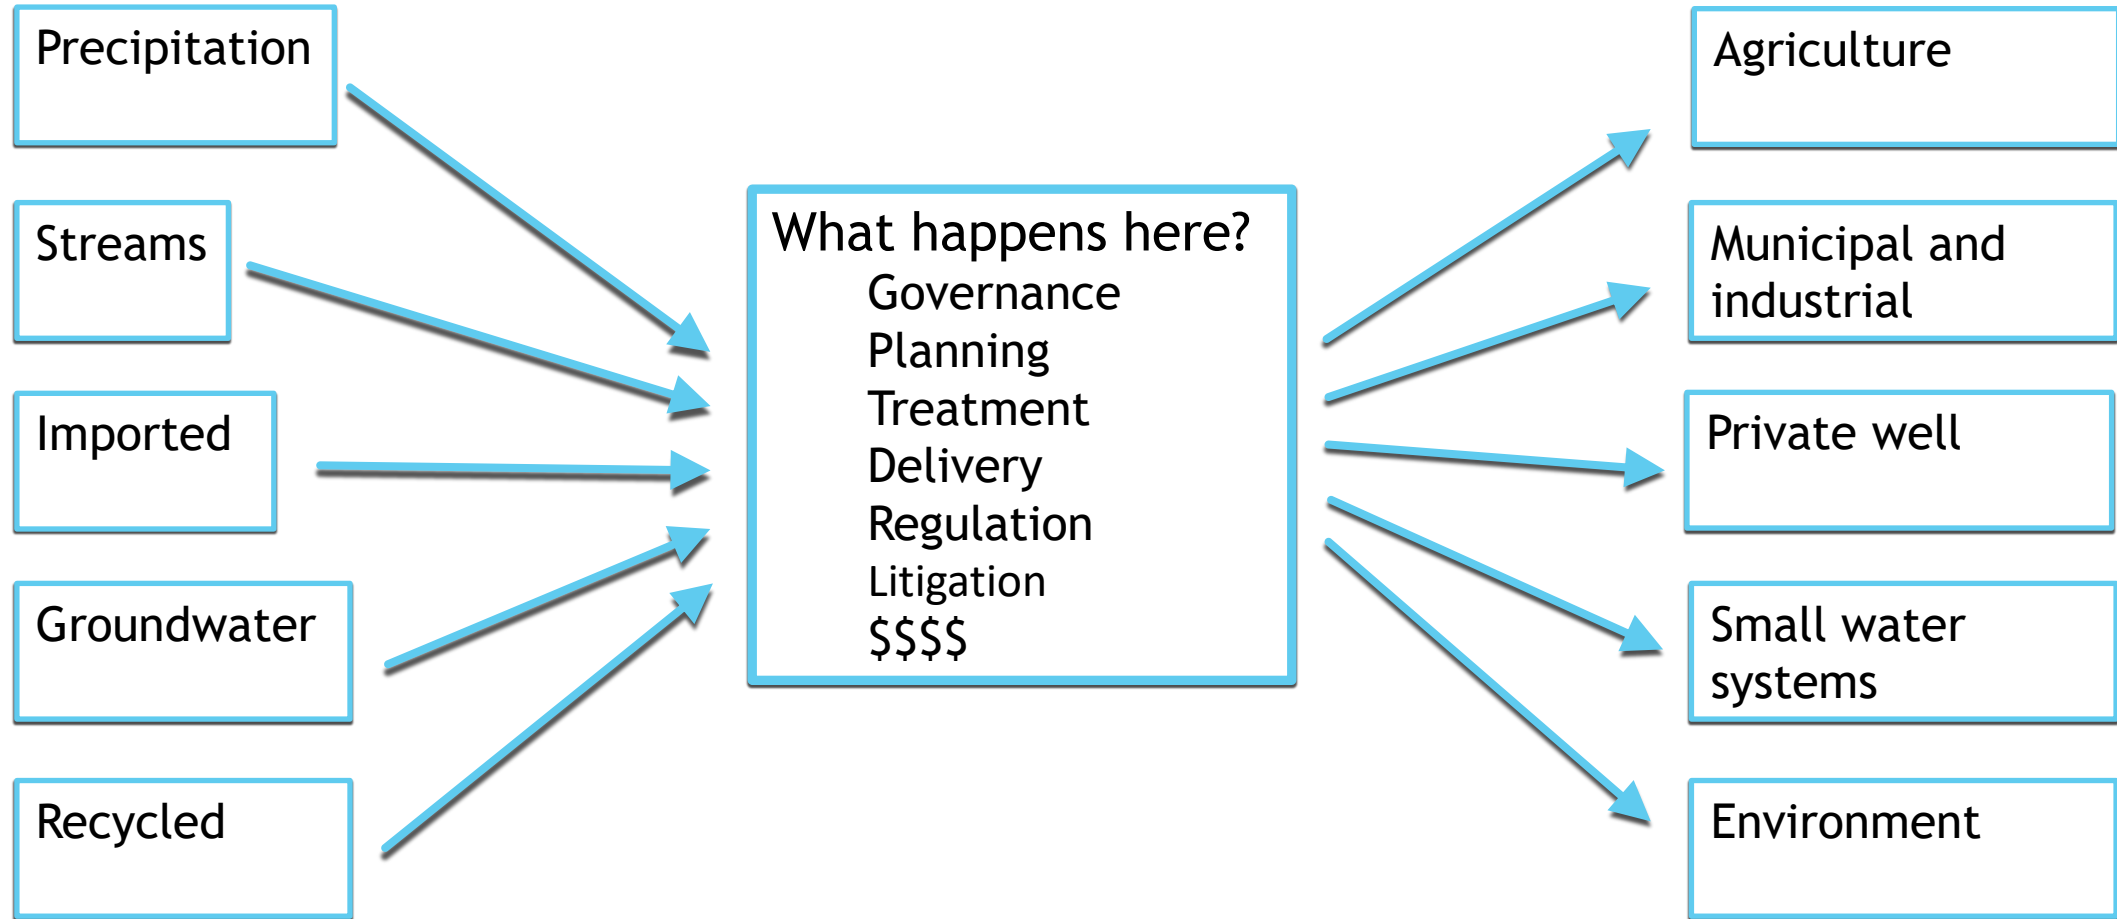 Precipitation
Streams
Imported
Groundwater
Recycled
What happens here?
Governance
Planning
Treatment
Delivery
Regulation
Litigation
$$$$
Agriculture
Municipal and
industrial
Private well
Small water
systems
Environment